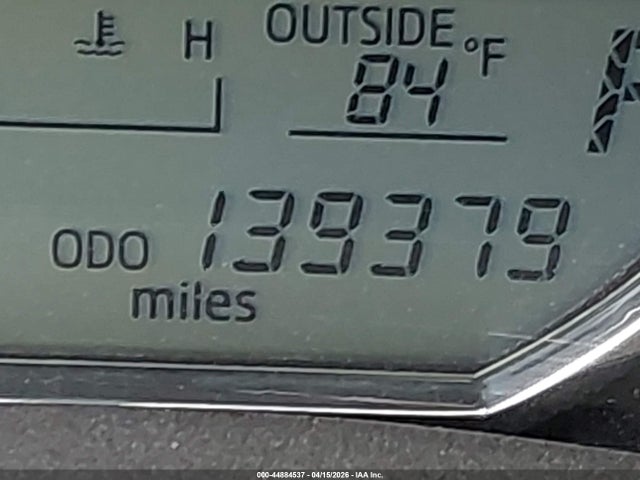 H OUTSIDE °F
84
ODO 139379
miles
000-44884537 - 04/15/2026 - IAA Inc.